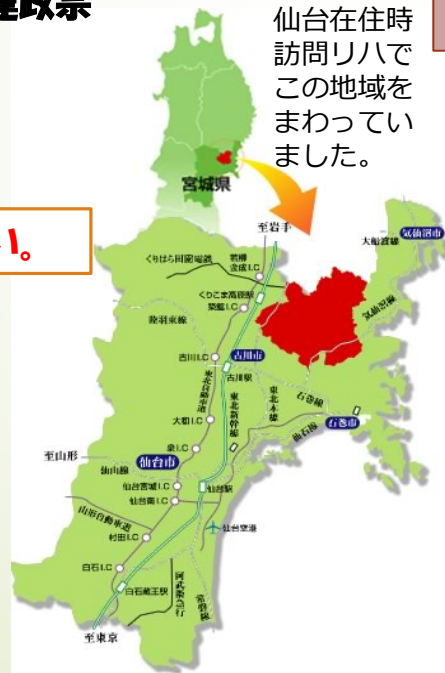 仙台在住時
訪問リハで
この地域を
まわってい
ました。
宮城県
い。
至岩手
気仙沼市
大船渡線
くりはら田園電鉄
若柳
金成I.C
くりこま高原駅
築館I.C
気仙沼線
陸羽東線
古川I.C
古川市
古川駅
東北自動車道
東北新幹線
東北本線
石巻線
仙石線
石巻市
大郷I.C
泉I.C
至山形
仙山線
仙台市
仙台宮城I.C
仙台駅
仙台南I.C
山形自動車道
仙台空港
村田I.C
白石I.C
白石蔵王駅
阿武隈急行
常磐線
至東京